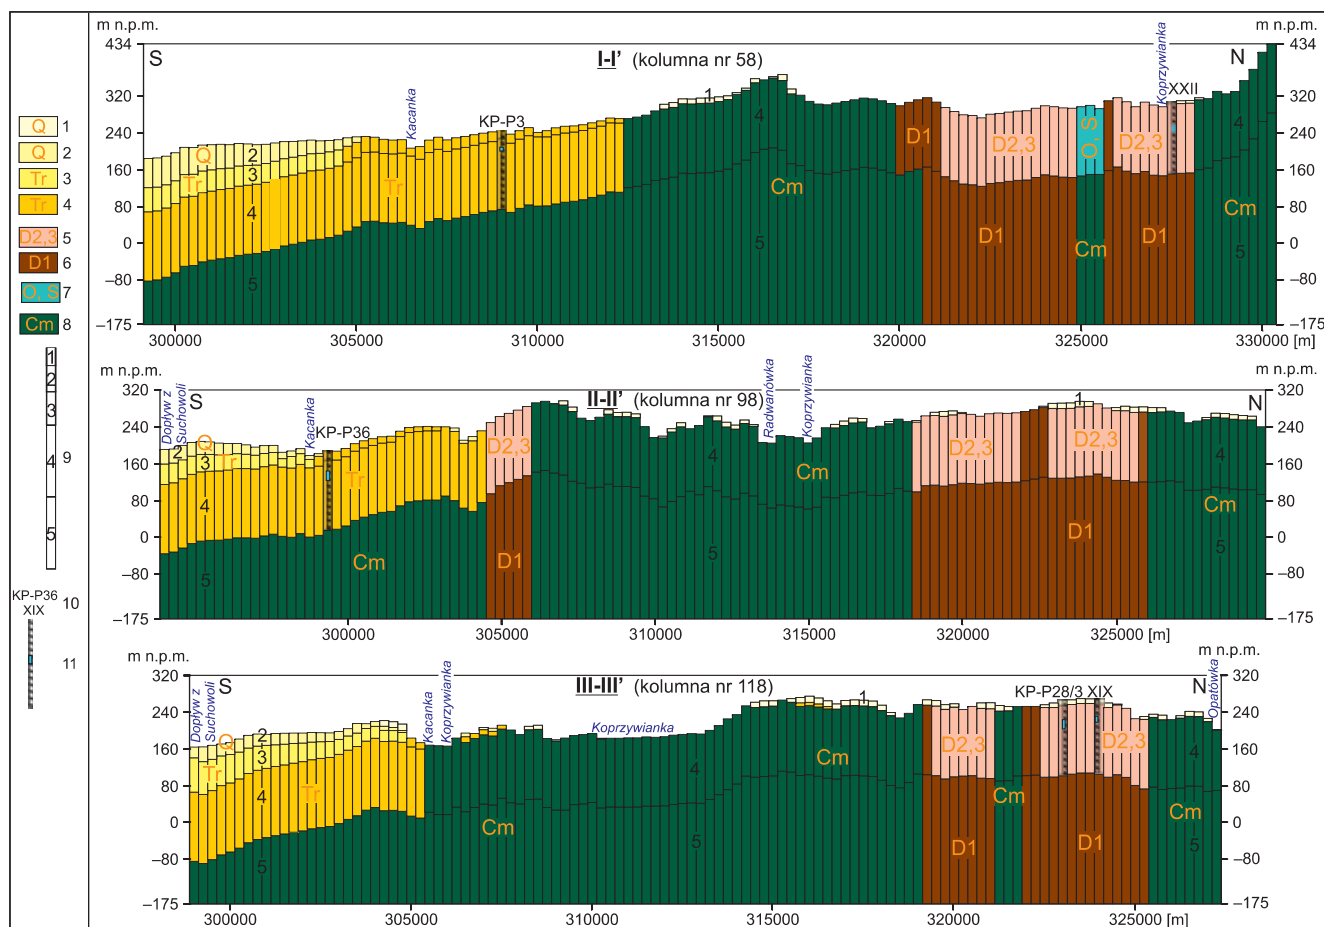 Q 1
Q 2
Tr 3
Tr 4
D2,3 5
D1 6
O, S 7
Cm 8
1
2
3
4
5
9
KP-P36
XIX
10
11
m n.p.m.
m n.p.m.
434
320
240
160
80
0
−80
−175
S
I-I' (kolumna nr 58)
N
Kacanka
KP-P3
Koprzywianka
XXII
Q
Tr
2
3
4
5
Tr
1
4
Cm
5
D1
D2,3
D1
O, S
Cm
D2,3
D1
4
Cm
5
434
320
240
160
80
0
−80
−175
300000
305000
310000
315000
320000
325000
330000 [m]
m n.p.m.
m n.p.m.
320
240
160
80
0
−80
−175
Dopływ z
Suchowoli
S
II-II' (kolumna nr 98)
N
Kacanka
KP-P36
Radwanówka
Koprzywianka
2
Q
3
Tr
4
5
Tr
Cm
D2,3
D1
4
5
Cm
D2,3
1
D2,3
D1
4
Cm
5
320
240
160
80
0
−80
−175
300000
305000
310000
315000
320000
325000 [m]
m n.p.m.
m n.p.m.
320
240
160
80
0
−80
−175
Dopływ z
Suchowoli
S
III-III' (kolumna nr 118)
N
Kacanka
Koprzywianka
Koprzywianka
KP-P28/3 XIX
Opatówka
Q
Tr
2
3
4
5
Tr
Cm
4
5
1
Cm
D2,3
D1
Cm
D2,3
D1
4
Cm
5
320
240
160
80
0
−80
−175
300000
305000
310000
315000
320000
325000 [m]